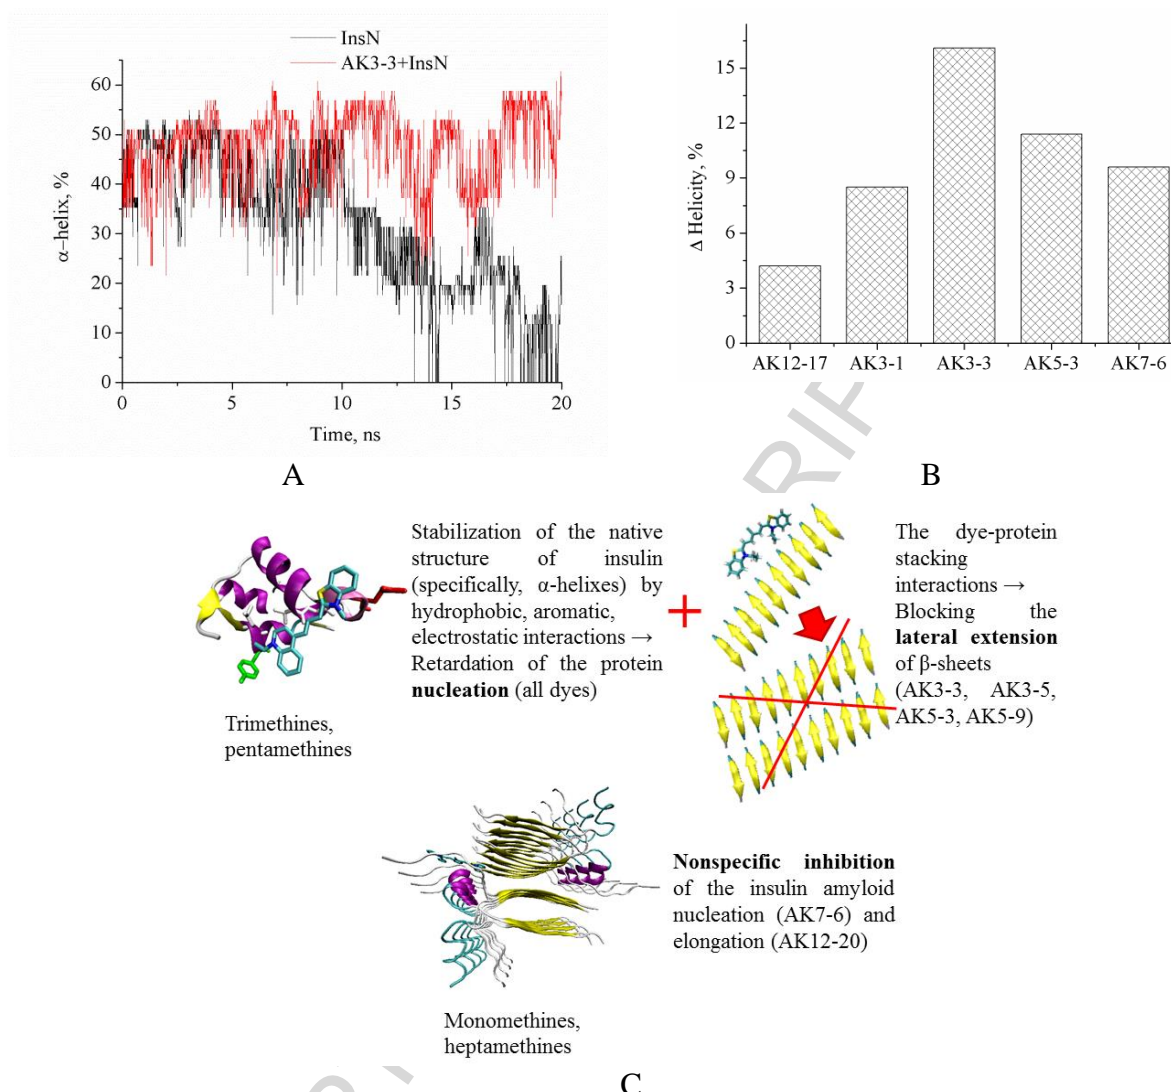 InsN
AK3-3+InsN
60
50
40
30
20
10
0
α–helix, %
0
5
10
15
20
Time, ns
A
15
12
9
6
3
0
Δ Helicity, %
AK12-17
AK3-1
AK3-3
AK5-3
AK7-6
B
Stabilization of the native
structure of insulin
(specifically, α-helixes) by
hydrophobic, aromatic,
electrostatic interactions →
Retardation of the protein
nucleation (all dyes)
Trimethines,
pentamethines
+
The dye-protein
stacking
interactions →
Blocking the
lateral extension
of β-sheets
(AK3-3, AK3-5,
AK5-3, AK5-9)
Nonspecific inhibition
of the insulin amyloid
nucleation (AK7-6) and
elongation (AK12-20)
Monomethines,
heptamethines
C